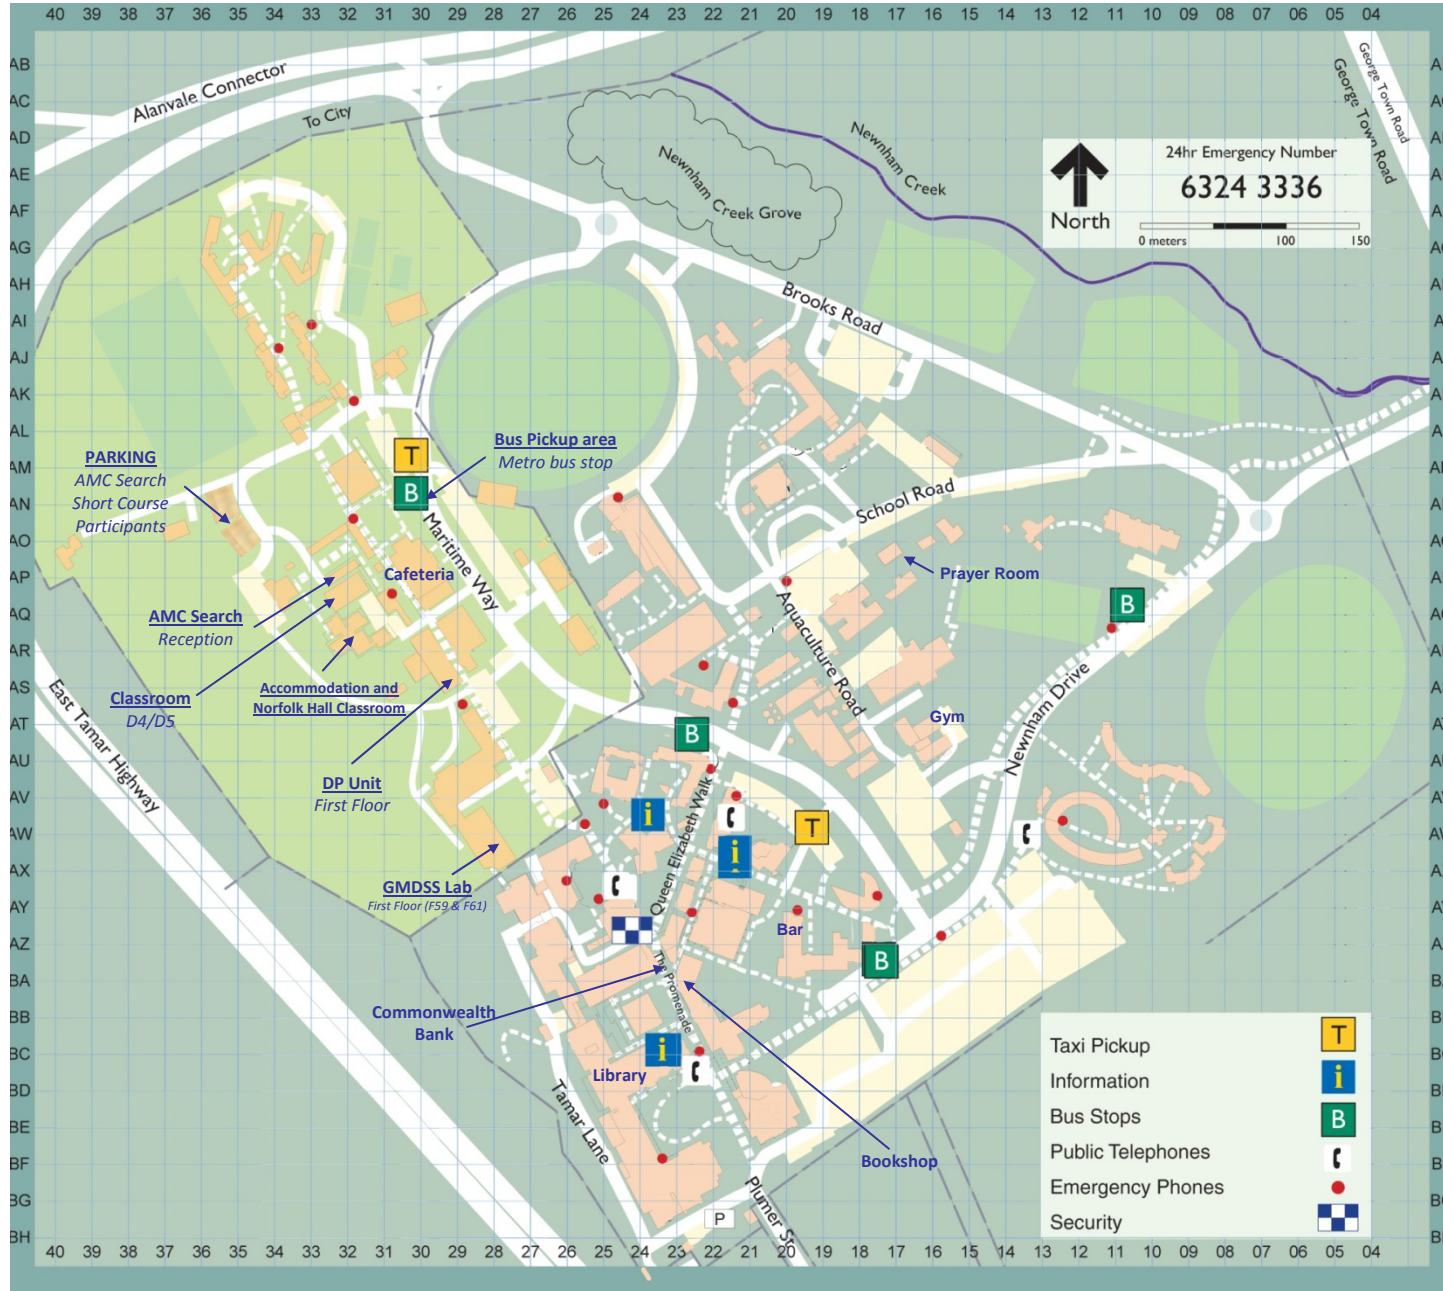 40 39 38 37 36 35 34 33 32 31 30 29 28 27 26 25 24 23 22 21 20 19 18 17 16 15 14 13 12 11 10 09 08 07 06 05 04
AB
AC
AD
AE
AF
AG
AH
AI
AJ
AK
AL
AM
AN
AO
AP
AQ
AR
AS
AT
AU
AV
AW
AX
AY
AZ
BA
BB
BC
BD
BE
BF
BG
BH
Alanvale Connector
To City
George Town Road
George Town Road
Newnham Creek
Newnham Creek Grove
North
24hr Emergency Number
6324 3336
0 meters 100 150
Brooks Road
PARKING
AMC Search
Short Course
Participants
T
B
Bus Pickup area
Metro bus stop
School Road
Maritime Way
Cafeteria
Prayer Room
AMC Search
Reception
B
Aquaculture Road
Classroom
D4/D5
Accommodation and
Norfolk Hall Classroom
East Tamar Highway
Newnham Drive
Gym
B
DP Unit
First Floor
i
Queen Elizabeth Walk
i
T
GMDSS Lab
First Floor (F59 & F61)
Bar
B
The Promenade
Commonwealth
Bank
i
Library
Tamar Lane
Bookshop
Plumer St
P
Taxi Pickup T
Information i
Bus Stops B
Public Telephones
Emergency Phones
Security
40 39 38 37 36 35 34 33 32 31 30 29 28 27 26 25 24 23 22 21 20 19 18 17 16 15 14 13 12 11 10 09 08 07 06 05 04